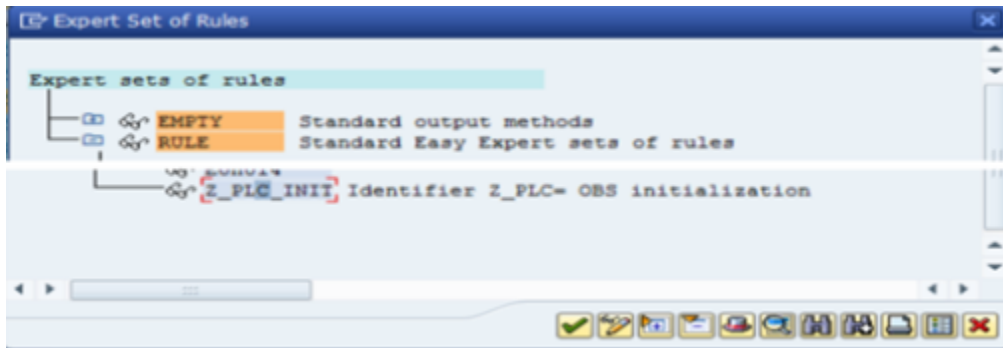 Expert Set of Rules
Expert sets of rules
EMPTY Standard output methods
RULE Standard Easy Expert sets of rules
Z_PLC_INIT Identifier Z_PLC= OBS initialization